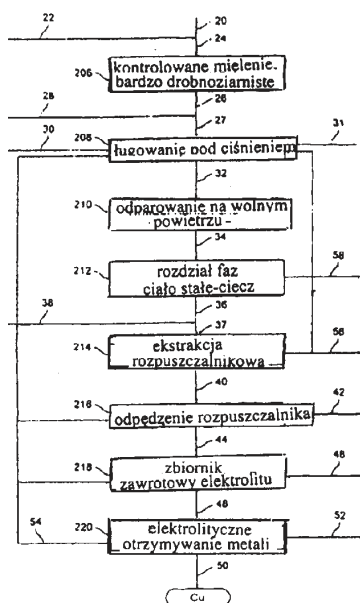 20
22
24
206
kontrolowane mielenie.
bardzo drobnoziarniste
26
28
27
30
208
31
ługowanie pod ciśnieniem
32
210
odparowanie na wolnym
powietrzu
34
212
rozdział faz
ciało stałe-ciecz
58
36
38
37
214
ekstrakcja
rozpuszczalnikowa
56
40
216
odpędzenie rozpuszczalnika
42
44
218
zbiornik
zawrotowy elektrolitu
48
48
54
220
elektrolityczne
otrzymywanie metali
52
50
Cu